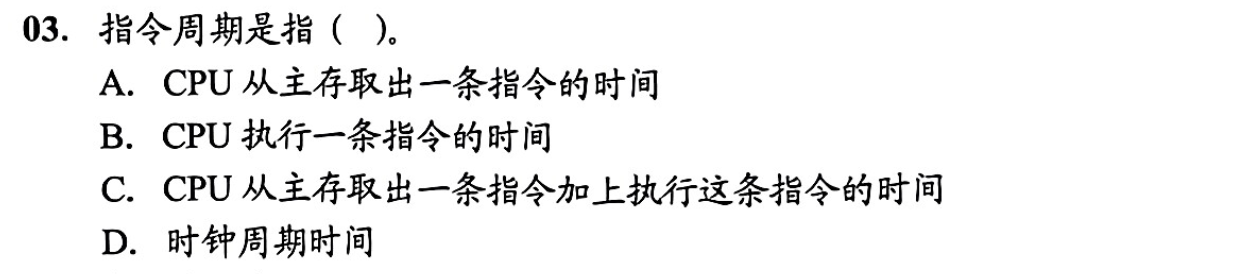 03. 指令周期是指（ ）。
A. CPU 从主存取出一条指令的时间
B. CPU 执行一条指令的时间
C. CPU 从主存取出一条指令加上执行这条指令的时间
D. 时钟周期时间